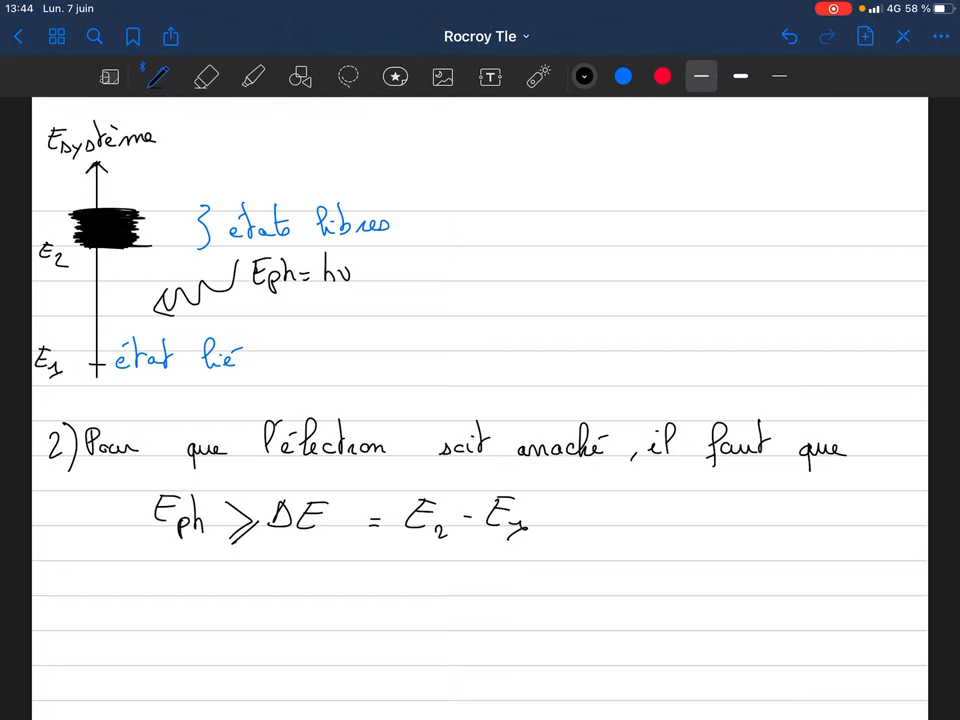 13:44 Lun. 7 juin 4G 58 %
Rocroy Tle
Esystème
} états libres
E2
Eph = hν
E1 état lié
2) Pour que l'électron soit arraché, il faut que
Eph ⩾ ΔE = E2 - E1